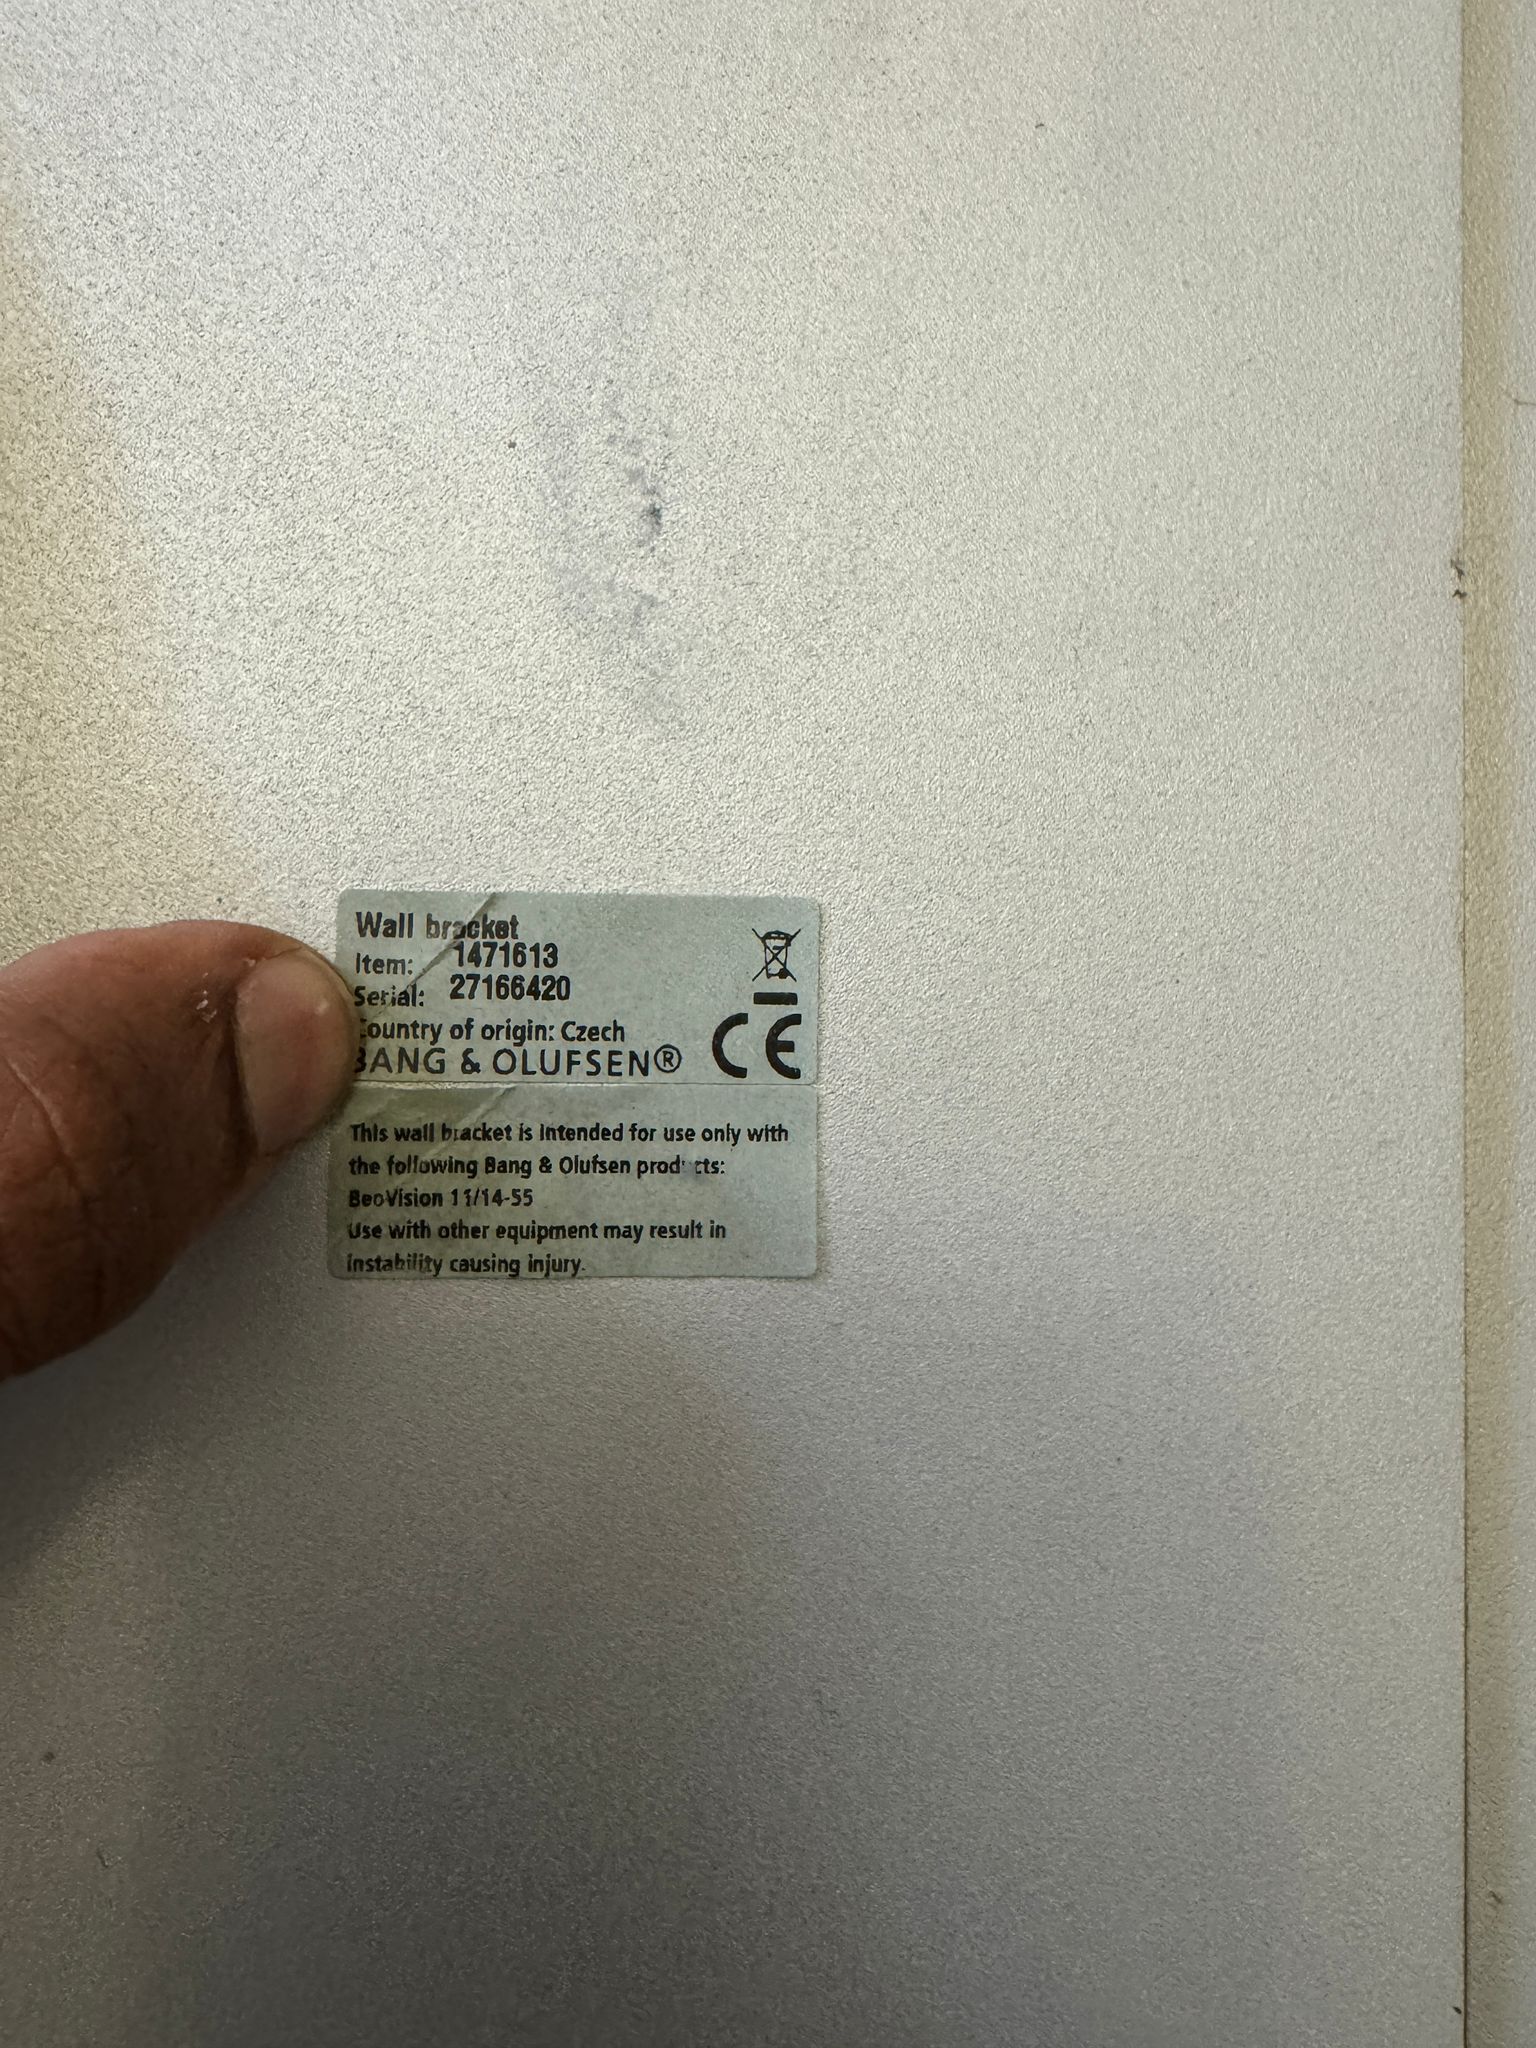 Wall bracket
Item: 1471613
Serial: 27166420
Country of origin: Czech
BANG & OLUFSEN®
CE
This wall bracket is intended for use only with
the following Bang & Olufsen products:
BeoVision 11/14-55
Use with other equipment may result in
instability causing injury.